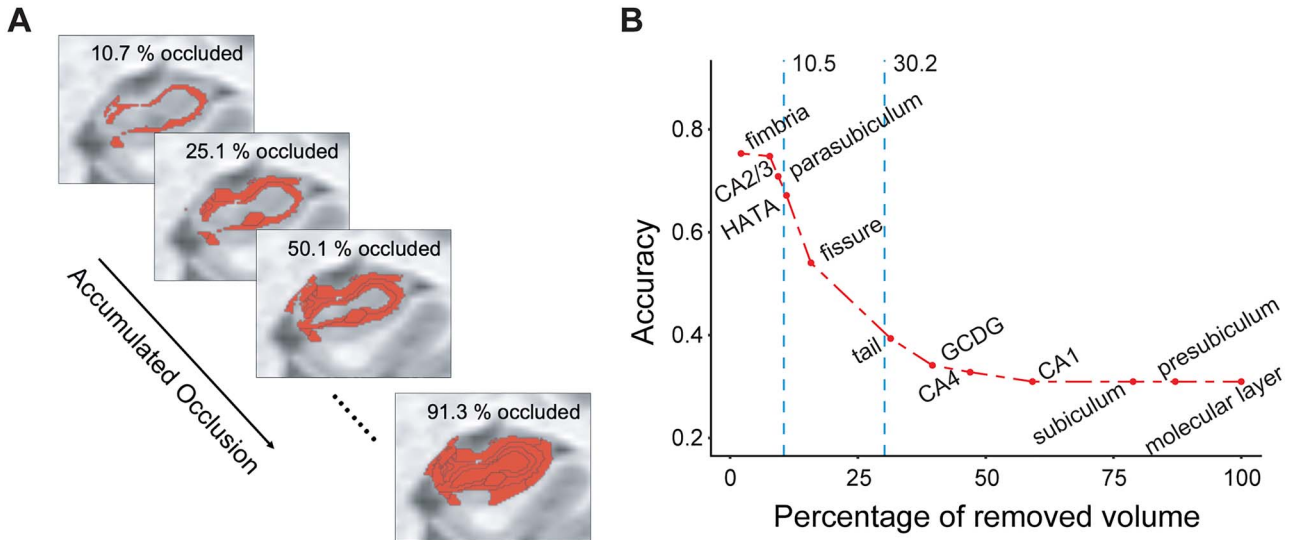 A
10.7 % occluded
25.1 % occluded
50.1 % occluded
91.3 % occluded
Accumulated Occlusion
B
10.5
30.2
fimbria
parasubiculum
CA2/3
HATA
fissure
tail
GCDG
CA4
CA1
subiculum
presubiculum
molecular layer
Accuracy
0.8
0.6
0.4
0.2
0
25
50
75
100
Percentage of removed volume